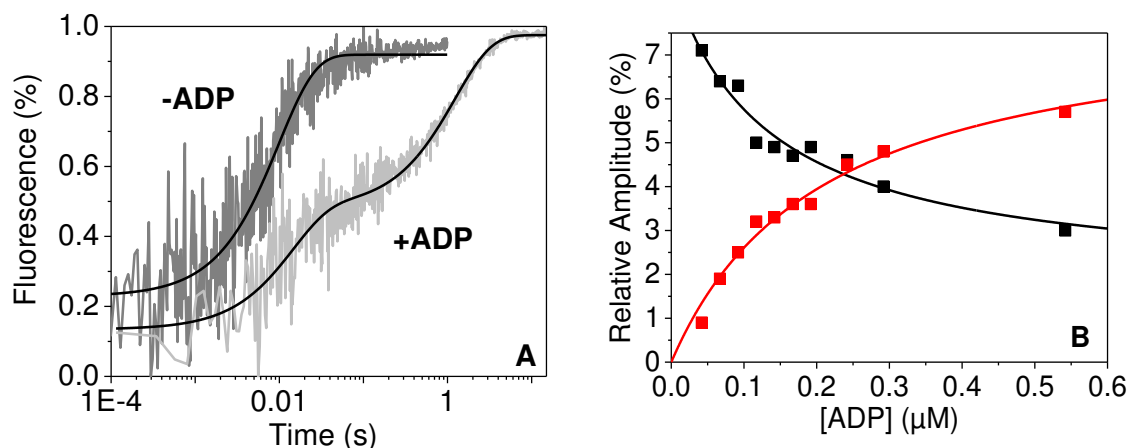 Fluorescence (%)
1.0
0.8
0.6
0.4
0.2
0.0
-ADP
+ADP
A
1E-4
0.01
1
Time (s)
Relative Amplitude (%)
7
6
5
4
3
2
1
0
B
0.0
0.1
0.2
0.3
0.4
0.5
0.6
[ADP] (µM)